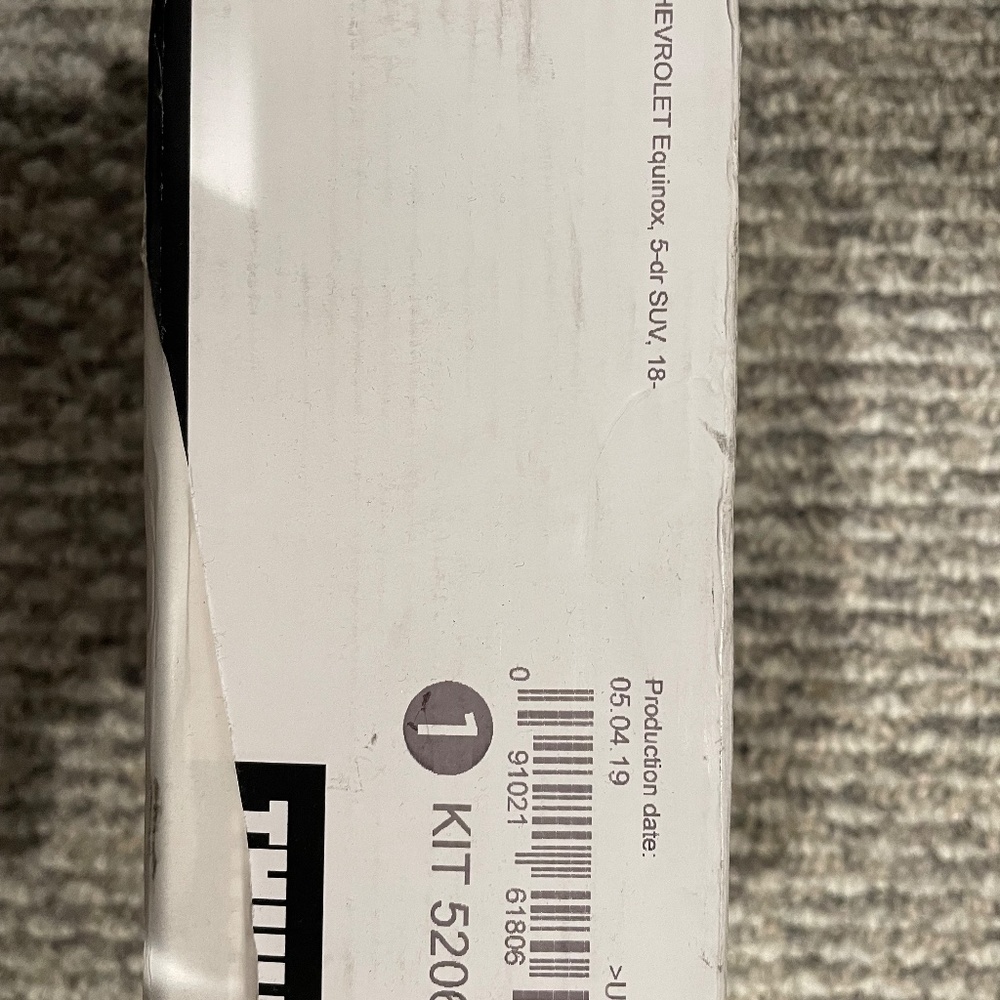 HEVROLET Equinox, 5-dr SUV, 18-
Production date:
05.04.19
>U
0 91021 61806
1 KIT 5206